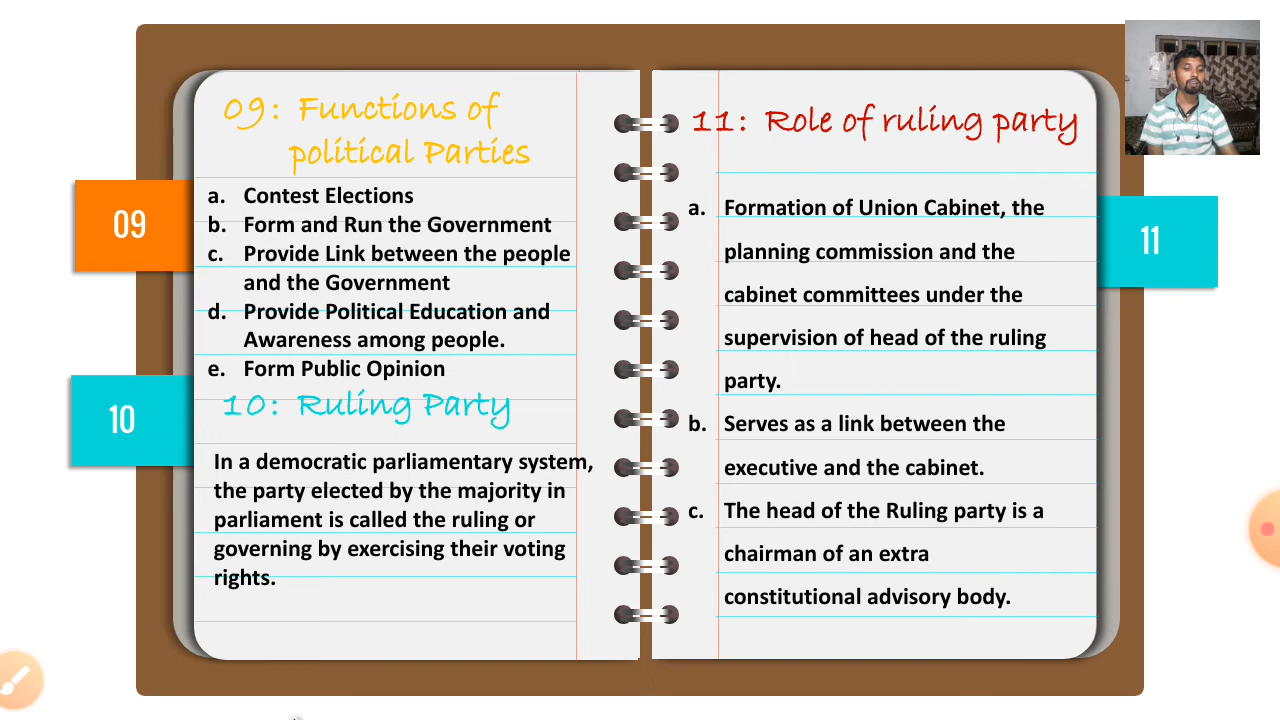 09: Functions of
political Parties
09
a. Contest Elections
b. Form and Run the Government
c. Provide Link between the people
and the Government
d. Provide Political Education and
Awareness among people.
e. Form Public Opinion
10: Ruling Party
10
In a democratic parliamentary system,
the party elected by the majority in
parliament is called the ruling or
governing by exercising their voting
rights.
11: Role of ruling party
11
a. Formation of Union Cabinet, the
planning commission and the
cabinet committees under the
supervision of head of the ruling
party.
b. Serves as a link between the
executive and the cabinet.
c. The head of the Ruling party is a
chairman of an extra
constitutional advisory body.